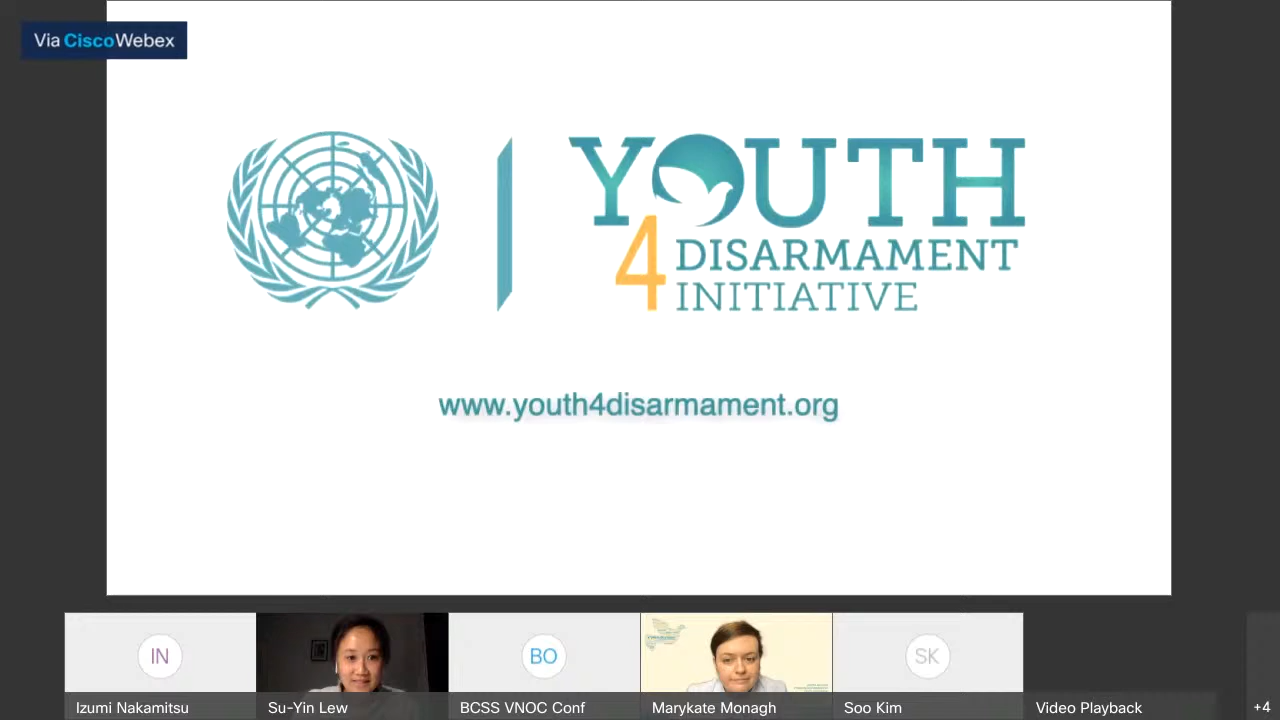 Via CiscoWebex
YOUTH
4 DISARMAMENT
INITIATIVE
www.youth4disarmament.org
IN
BO
SK
Izumi Nakamitsu
Su-Yin Lew
BCSS VNOC Conf
Marykate Monagh
Soo Kim
Video Playback
+4